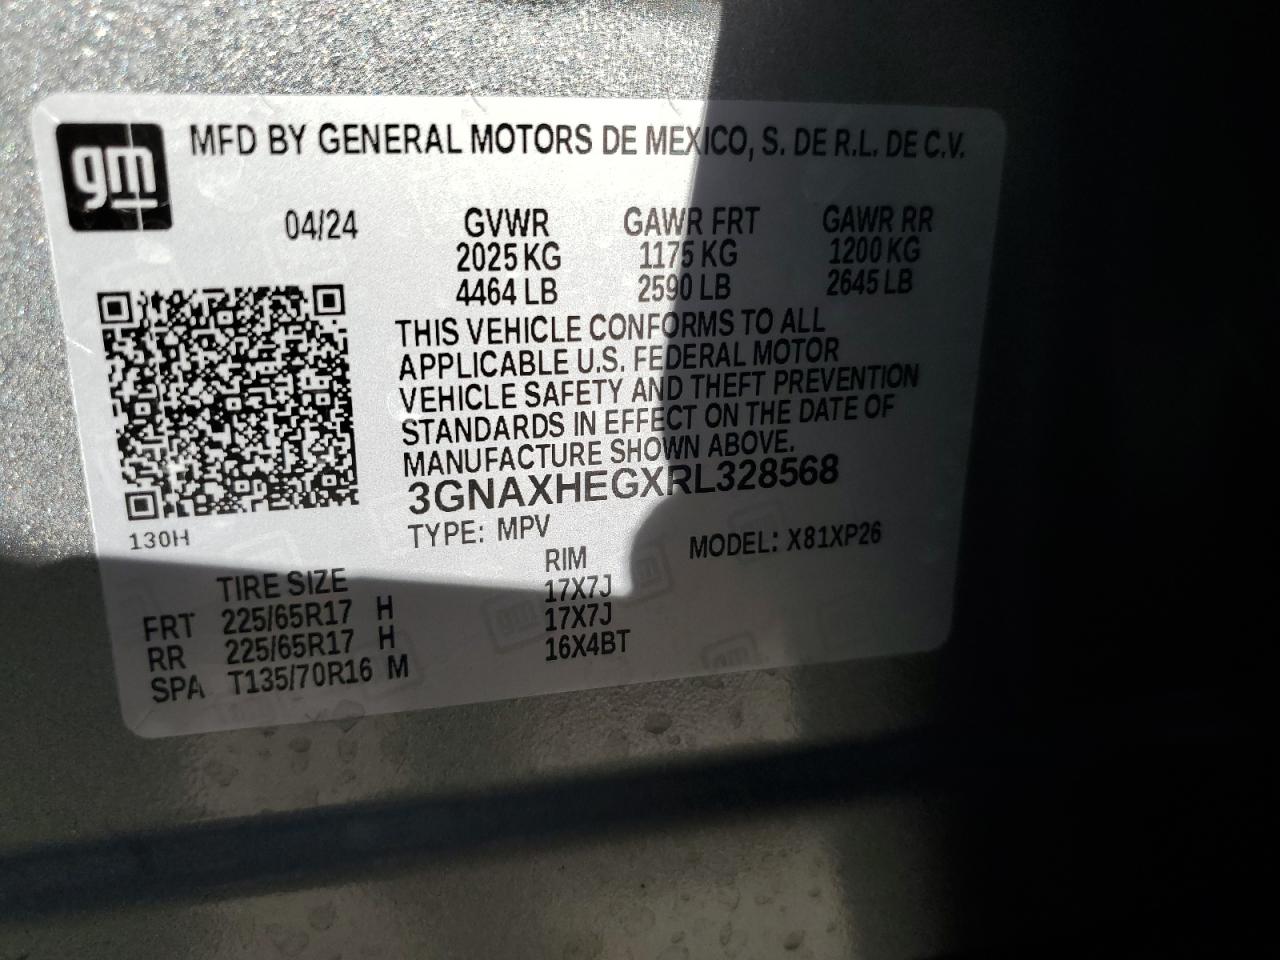 gm
MFD BY GENERAL MOTORS DE MEXICO, S. DE R.L. DE C.V.
04/24 GVWR GAWR FRT GAWR RR
2025 KG 1175 KG 1200 KG
4464 LB 2590 LB 2645 LB
THIS VEHICLE CONFORMS TO ALL
APPLICABLE U.S. FEDERAL MOTOR
VEHICLE SAFETY AND THEFT PREVENTION
STANDARDS IN EFFECT ON THE DATE OF
MANUFACTURE SHOWN ABOVE.
3GNAXHEGXRL328568
130H
TYPE: MPV MODEL: X81XP26
TIRE SIZE RIM
FRT 225/65R17 H 17X7J
RR 225/65R17 H 17X7J
SPA T135/70R16 M 16X4BT